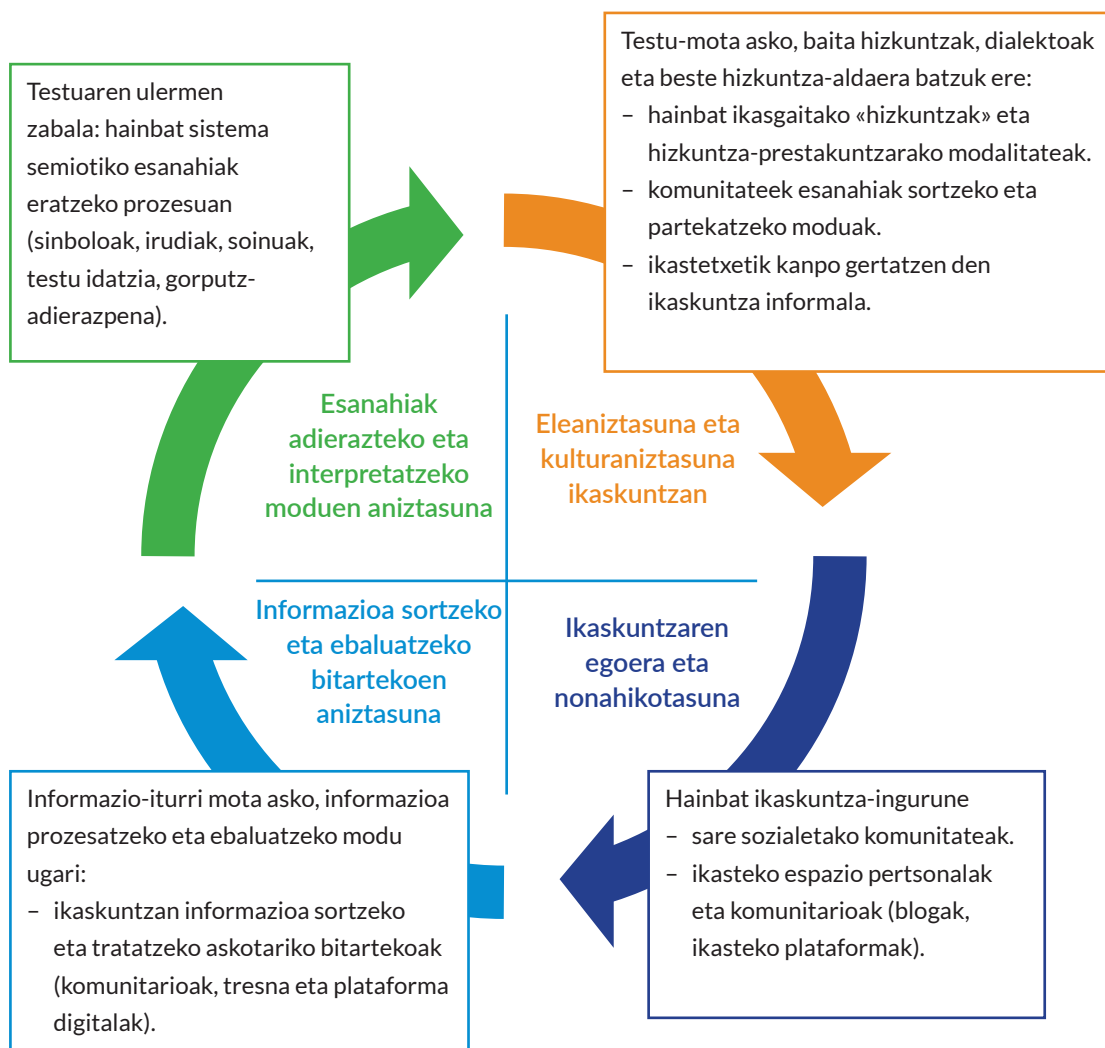 Testuaren ulermen
zabala: hainbat sistema
semiotiko esanahiak
eratzeko prozesuan
(sinboloak, irudiak, soinuak,
testu idatzia, gorputz-
adierazpena).
Testu-mota asko, baita hizkuntzak, dialektoak
eta beste hizkuntza-aldaera batzuk ere:
– hainbat ikasgaitako «hizkuntzak» eta
hizkuntza-prestakuntzarako modalitateak.
– komunitateek esanahiak sortzeko eta
partekatzeko moduak.
– ikastetxetik kanpo gertatzen den
ikaskuntza informala.
Esanahiak
adierazteko eta
interpretatzeko
moduen aniztasuna
Eleaniztasuna eta
kulturaniztasuna
ikaskuntzan
Informazioa sortzeko
eta ebaluatzeko
bitartekoen
aniztasuna
Ikaskuntzaren
egoera eta
nonahikotasuna
Informazio-iturri mota asko, informazioa
prozesatzeko eta ebaluatzeko modu
ugari:
– ikaskuntzan informazioa sortzeko
eta tratatzeko askotariko bitartekoak
(komunitarioak, tresna eta plataforma
digitalak).
Hainbat ikaskuntza-ingurune
– sare sozialetako komunitateak.
– ikasteko espazio pertsonalak
eta komunitarioak (blogak,
ikasteko plataformak).